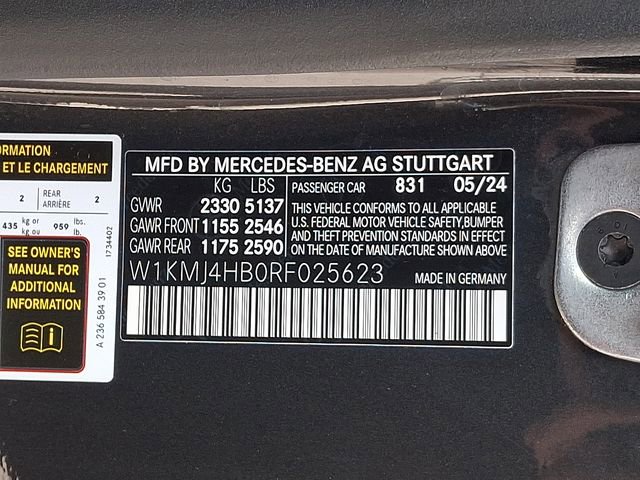 ORMATION
ET LE CHARGEMENT
2 REAR ARRIÈRE 2
435 kg or kg ou 959 lbs. lb.
SEE OWNER'S
MANUAL FOR
ADDITIONAL
INFORMATION
1734402
A 236 584 39 01
MFD BY MERCEDES-BENZ AG STUTTGART
KG LBS PASSENGER CAR 831 05/24
GVWR 2330 5137
GAWR FRONT 1155 2546
GAWR REAR 1175 2590
THIS VEHICLE CONFORMS TO ALL APPLICABLE
U.S. FEDERAL MOTOR VEHICLE SAFETY,BUMPER
AND THEFT PREVENTION STANDARDS IN EFFECT
ON THE DATE OF MANUFACTURE SHOWN ABOVE.
W1KMJ4HB0RF025623
MADE IN GERMANY